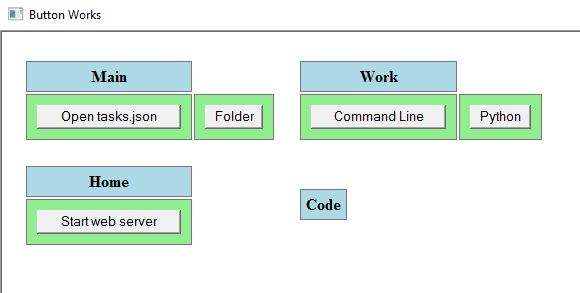 Button Works
Main
Work
Open tasks.json
Folder
Command Line
Python
Home
Code
Start web server